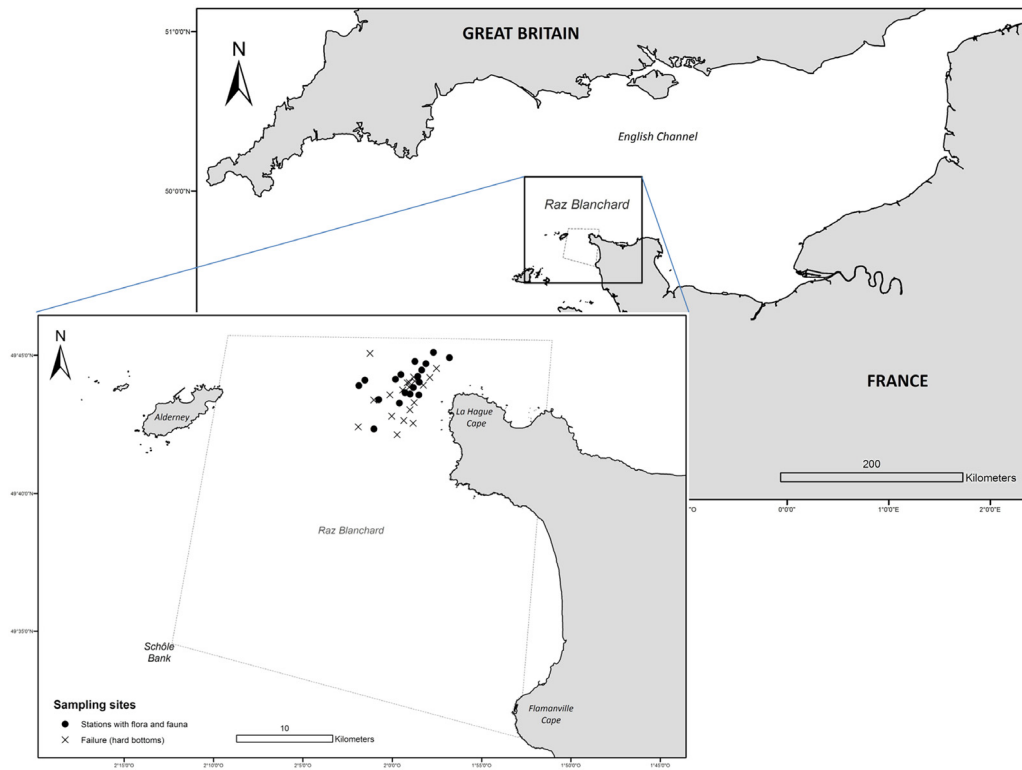 51°0'0"N
GREAT BRITAIN
N
English Channel
50°0'0"N
Raz Blanchard
FRANCE
200
Kilometers
0°0'0"
1°0'0"E
2°0'0"E
N
49°45'0"N
Alderney
La Hague
Cape
49°40'0"N
Raz Blanchard
49°35'0"N
Schôle
Bank
Sampling sites
Stations with flora and fauna
Failure (hard bottoms)
10
Kilometers
Flamanville
Cape
2°15'0"O
2°10'0"O
2°0'0"O
1°55'0"O
1°50'0"O
1°45'0"O